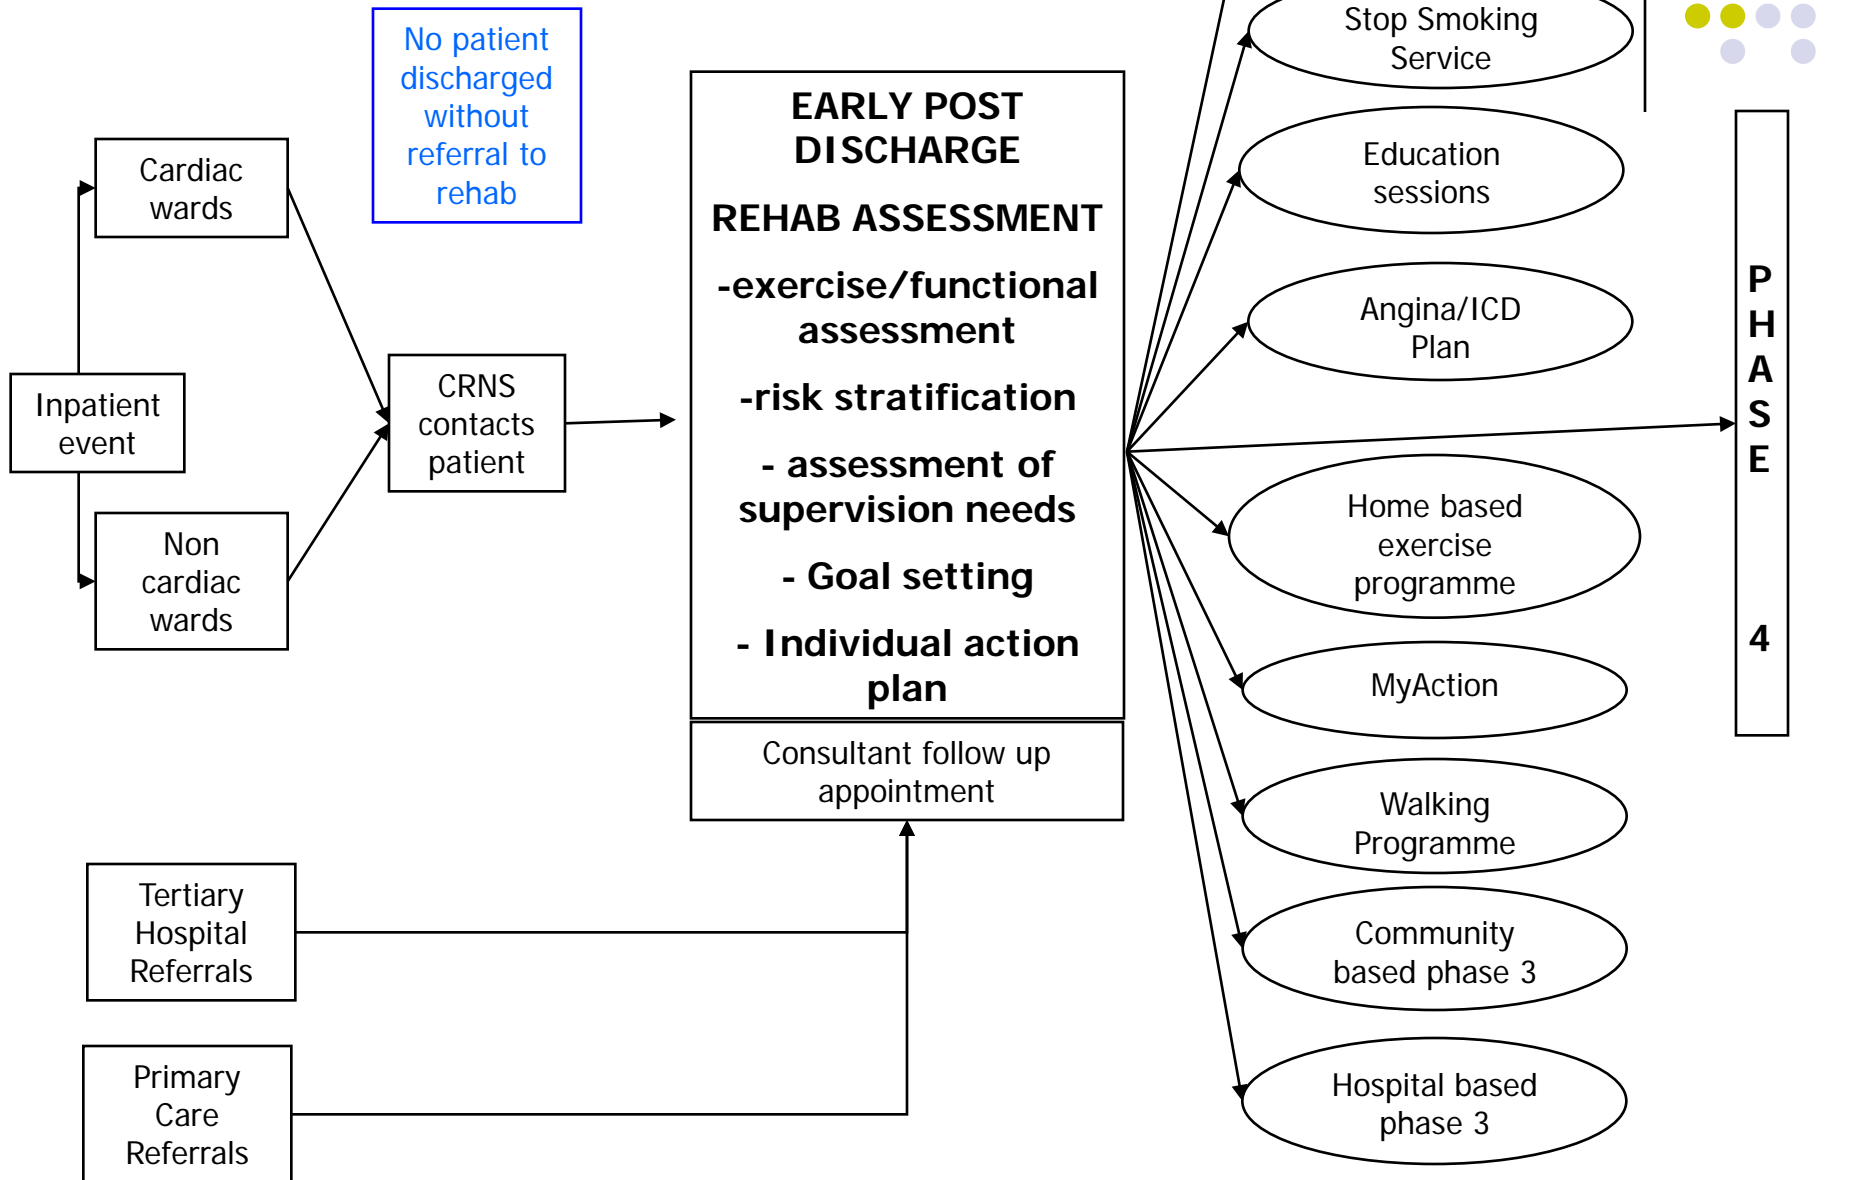 No patient
discharged
without
referral to
rehab
Cardiac
wards
Inpatient
event
Non
cardiac
wards
CRNS
contacts
patient
EARLY POST
DISCHARGE
REHAB ASSESSMENT
-exercise/functional
assessment
-risk stratification
- assessment of
supervision needs
- Goal setting
- Individual action
plan
Consultant follow up
appointment
Tertiary
Hospital
Referrals
Primary
Care
Referrals
Stop Smoking
Service
Education
sessions
Angina/ICD
Plan
Home based
exercise
programme
MyAction
Walking
Programme
Community
based phase 3
Hospital based
phase 3
P
H
A
S
E
4